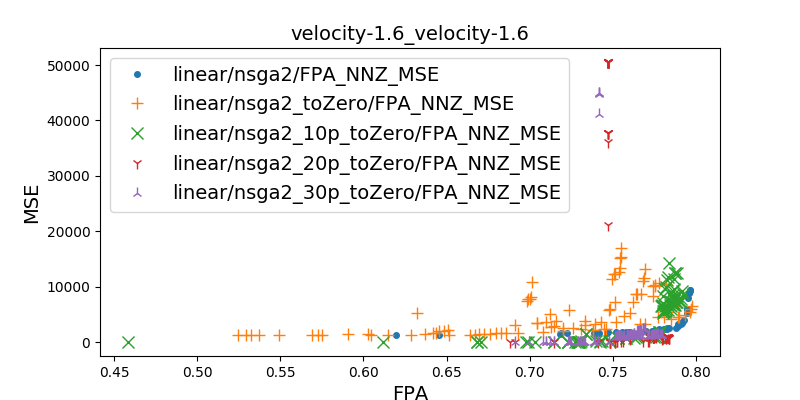 velocity-1.6_velocity-1.6
linear/nsga2/FPA_NNZ_MSE
linear/nsga2_toZero/FPA_NNZ_MSE
linear/nsga2_10p_toZero/FPA_NNZ_MSE
linear/nsga2_20p_toZero/FPA_NNZ_MSE
linear/nsga2_30p_toZero/FPA_NNZ_MSE
MSE
50000
40000
30000
20000
10000
0
0.45 0.50 0.55 0.60 0.65 0.70 0.75 0.80
FPA